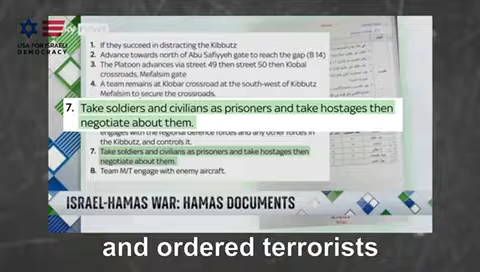 USA FOR ISRAELI
DEMOCRACY
sky news
1. If they succeed in distracting the Kibbutz
2. Advance towards north of Abu Safiyyeh gate to reach the gap (B 14)
3. The Platoon advances via street 49 then street 50 then Klobal
crossroads, Mefalsim gate
4. A team remains at Klobar crossroad at the south-west of Kibbutz
Mefalsim to secure the crossroads.
7. Take soldiers and civilians as prisoners and take hostages then
negotiate about them.
engages with the regional defence forces and any other forces in
the Kibbutz, and controls it.
7. Take soldiers and civilians as prisoners and take hostages then
negotiate about them.
8. Team M/T engage with enemy aircraft.
ISRAEL-HAMAS WAR: HAMAS DOCUMENTS
and ordered terrorists